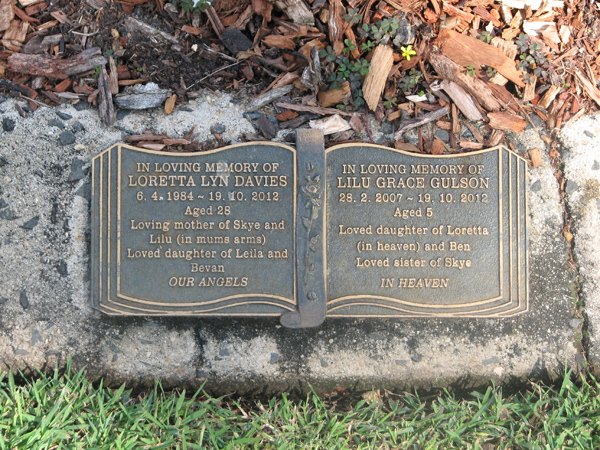 IN LOVING MEMORY OF
LORETTA LYN DAVIES
6. 4. 1984 ~ 19. 10. 2012
Aged 28
Loving mother of Skye and
Lilu (in mums arms)
Loved daughter of Leila and
Bevan
OUR ANGELS
IN LOVING MEMORY OF
LILU GRACE GULSON
28. 2. 2007 ~ 19. 10. 2012
Aged 5
Loved daughter of Loretta
(in heaven) and Ben
Loved sister of Skye
IN HEAVEN